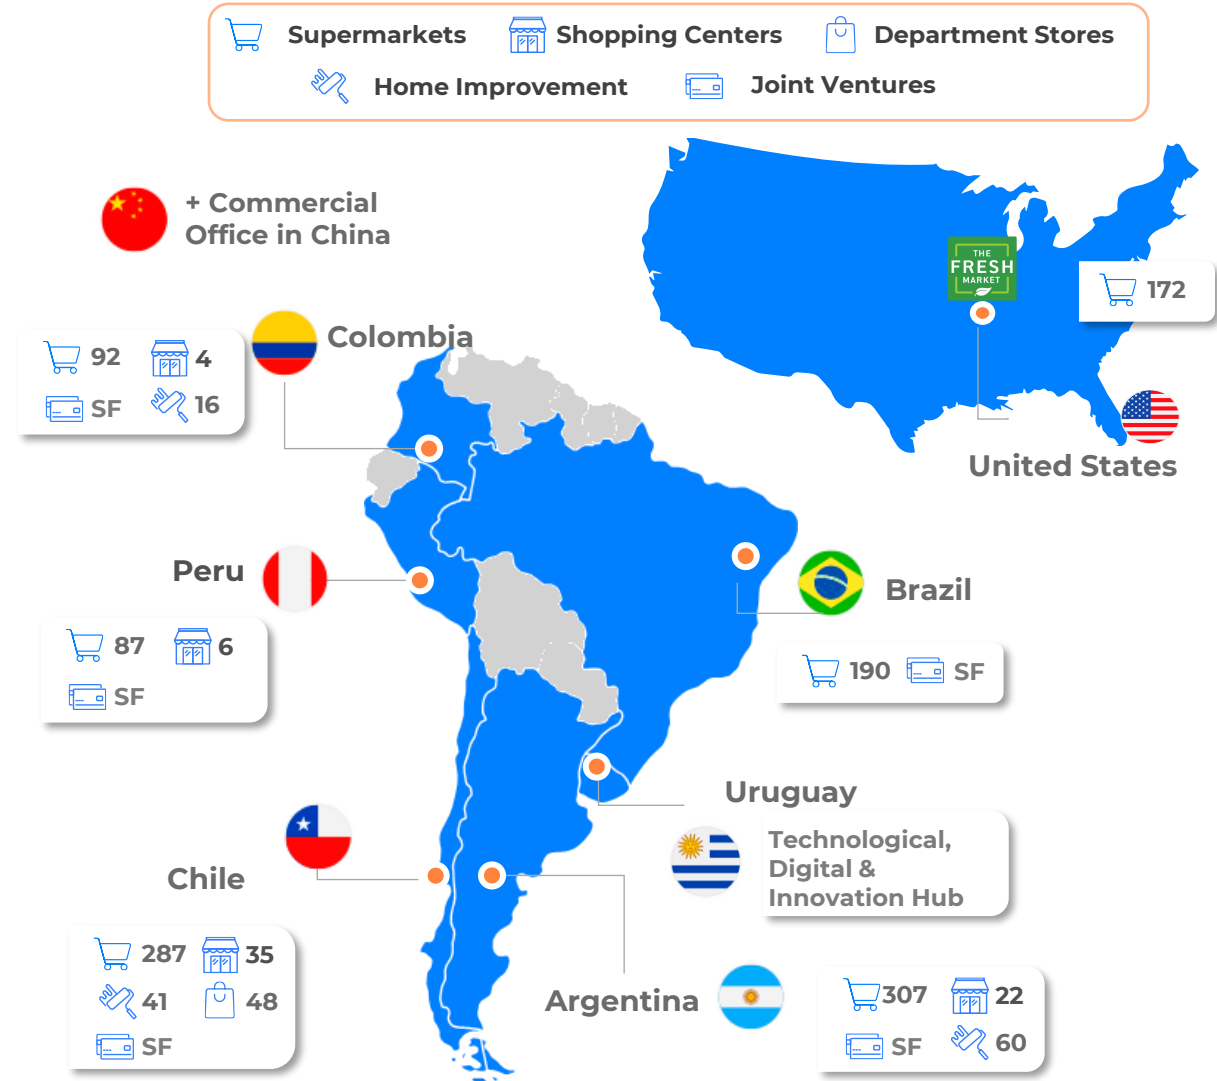 Supermarkets
Shopping Centers
Department Stores
Home Improvement
Joint Ventures
+ Commercial
Office in China
THE
FRESH
MARKET
172
United States
Colombia
92
4
SF
16
Peru
87
6
SF
Brazil
190
SF
Uruguay
Technological,
Digital &
Innovation Hub
Chile
287
35
41
48
SF
Argentina
307
22
SF
60